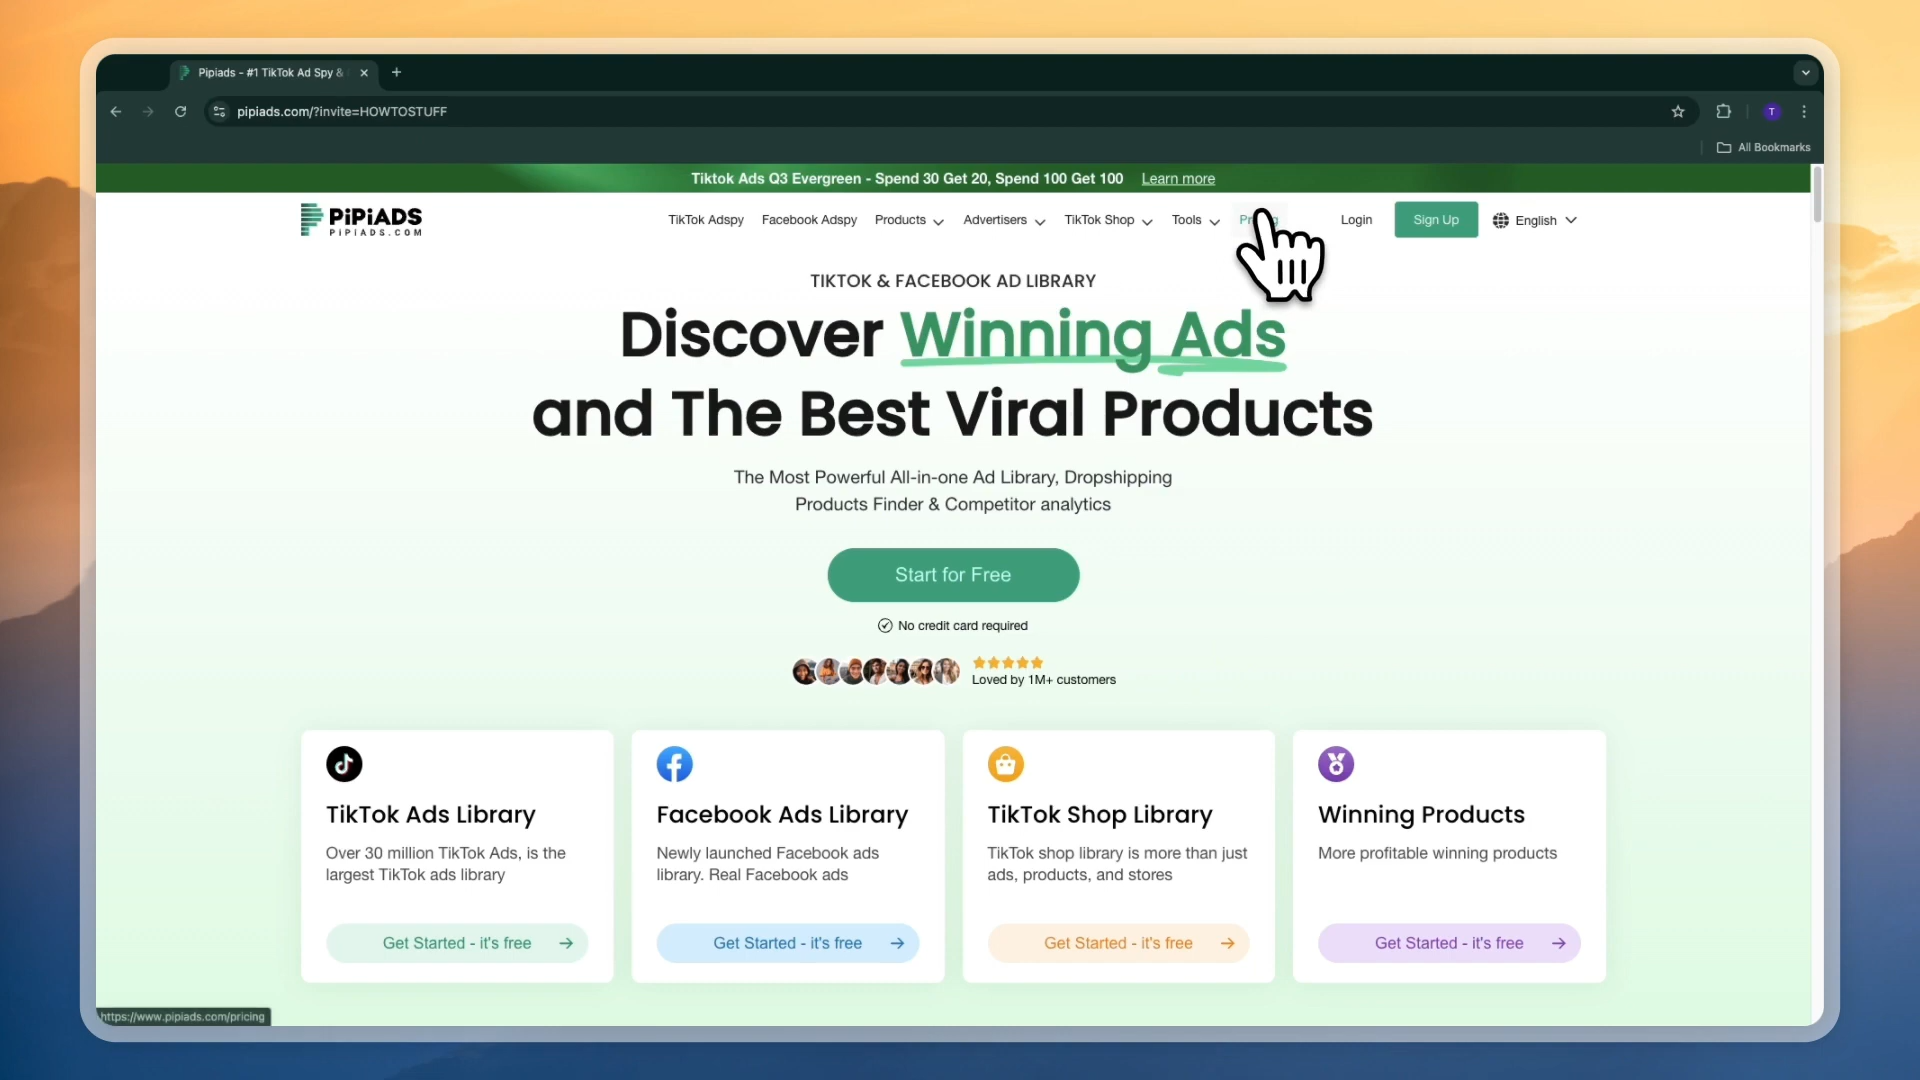 Pipiads - #1 TikTok Ad Spy &
pipiads.com/?invite=HOWTOSTUFF
T
All Bookmarks
Tiktok Ads Q3 Evergreen - Spend 30 Get 20, Spend 100 Get 100 Learn more
PiPiADS
PIPIADS.COM
TikTok Adspy Facebook Adspy Products Advertisers TikTok Shop Tools Login Sign Up English
TIKTOK & FACEBOOK AD LIBRARY
Discover Winning Ads
and The Best Viral Products
The Most Powerful All-in-one Ad Library, Dropshipping
Products Finder & Competitor analytics
Start for Free
No credit card required
Loved by 1M+ customers
TikTok Ads Library
Over 30 million TikTok Ads, is the
largest TikTok ads library
Get Started - it's free
Facebook Ads Library
Newly launched Facebook ads
library. Real Facebook ads
Get Started - it's free
TikTok Shop Library
TikTok shop library is more than just
ads, products, and stores
Get Started - it's free
Winning Products
More profitable winning products
Get Started - it's free
https://www.pipiads.com/pricing